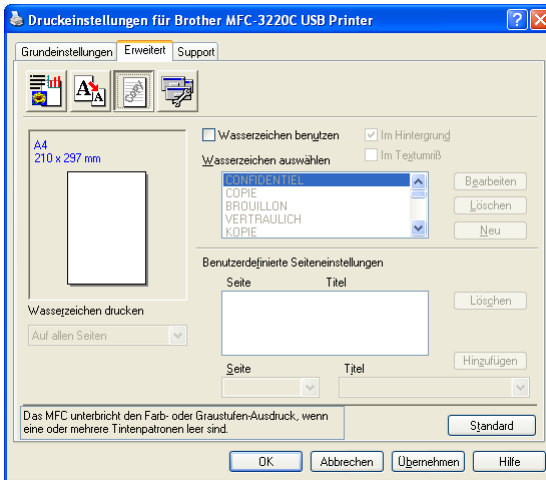 Druckeinstellungen für Brother MFC-3220C USB Printer
Grundeinstellungen Erweitert Support
A4
210 x 297 mm
Wasserzeichen drucken
Auf allen Seiten
Wasserzeichen benutzen
Im Hintergrund
Im Textumriß
Wasserzeichen auswählen
CONFIDENTIEL
COPIE
BROUILLON
VERTRAULICH
KOPIE
Bearbeiten
Löschen
Neu
Benutzerdefinierte Seiteneinstellungen
Seite Titel
Löschen
Hinzufügen
Seite Titel
Das MFC unterbricht den Farb- oder Graustufen-Ausdruck, wenn
eine oder mehrere Tintenpatronen leer sind.
Standard
OK Abbrechen Übernehmen Hilfe